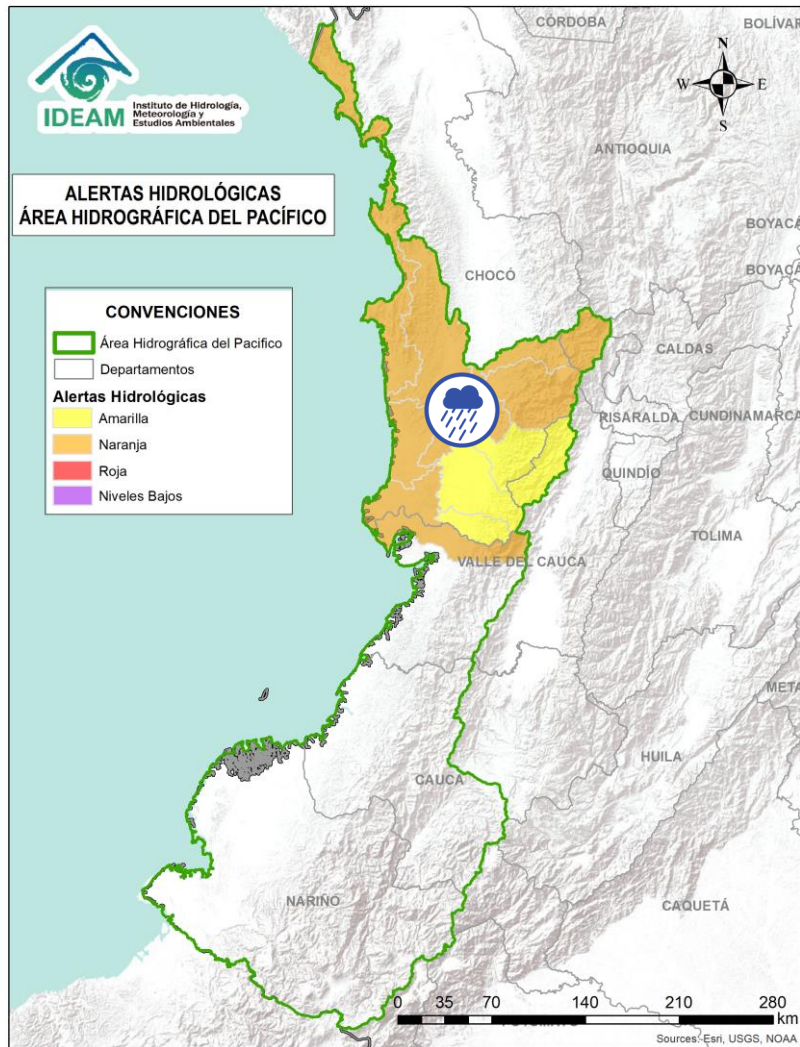 IDEAM
Instituto de Hidrología,
Meteorología y
Estudios Ambientales
ALERTAS HIDROLÓGICAS
ÁREA HIDROGRÁFICA DEL PACÍFICO
CONVENCIONES
Área Hidrográfica del Pacifico
Departamentos
Alertas Hidrológicas
Amarilla
Naranja
Roja
Niveles Bajos
CÓRDOBA
BOLÍVAR
N
W E
S
ANTIOQUIA
BOYACÁ
BOYACÁ
CHOCÓ
CALDAS
RISARALDA
CUNDINAMARCA
QUINDÍO
TOLIMA
VALLE DEL CAUCA
META
HUILA
CAUCA
NARIÑO
CAQUETÁ
0 35 70 140 210 280
km
Sources: Esri, USGS, NOAA